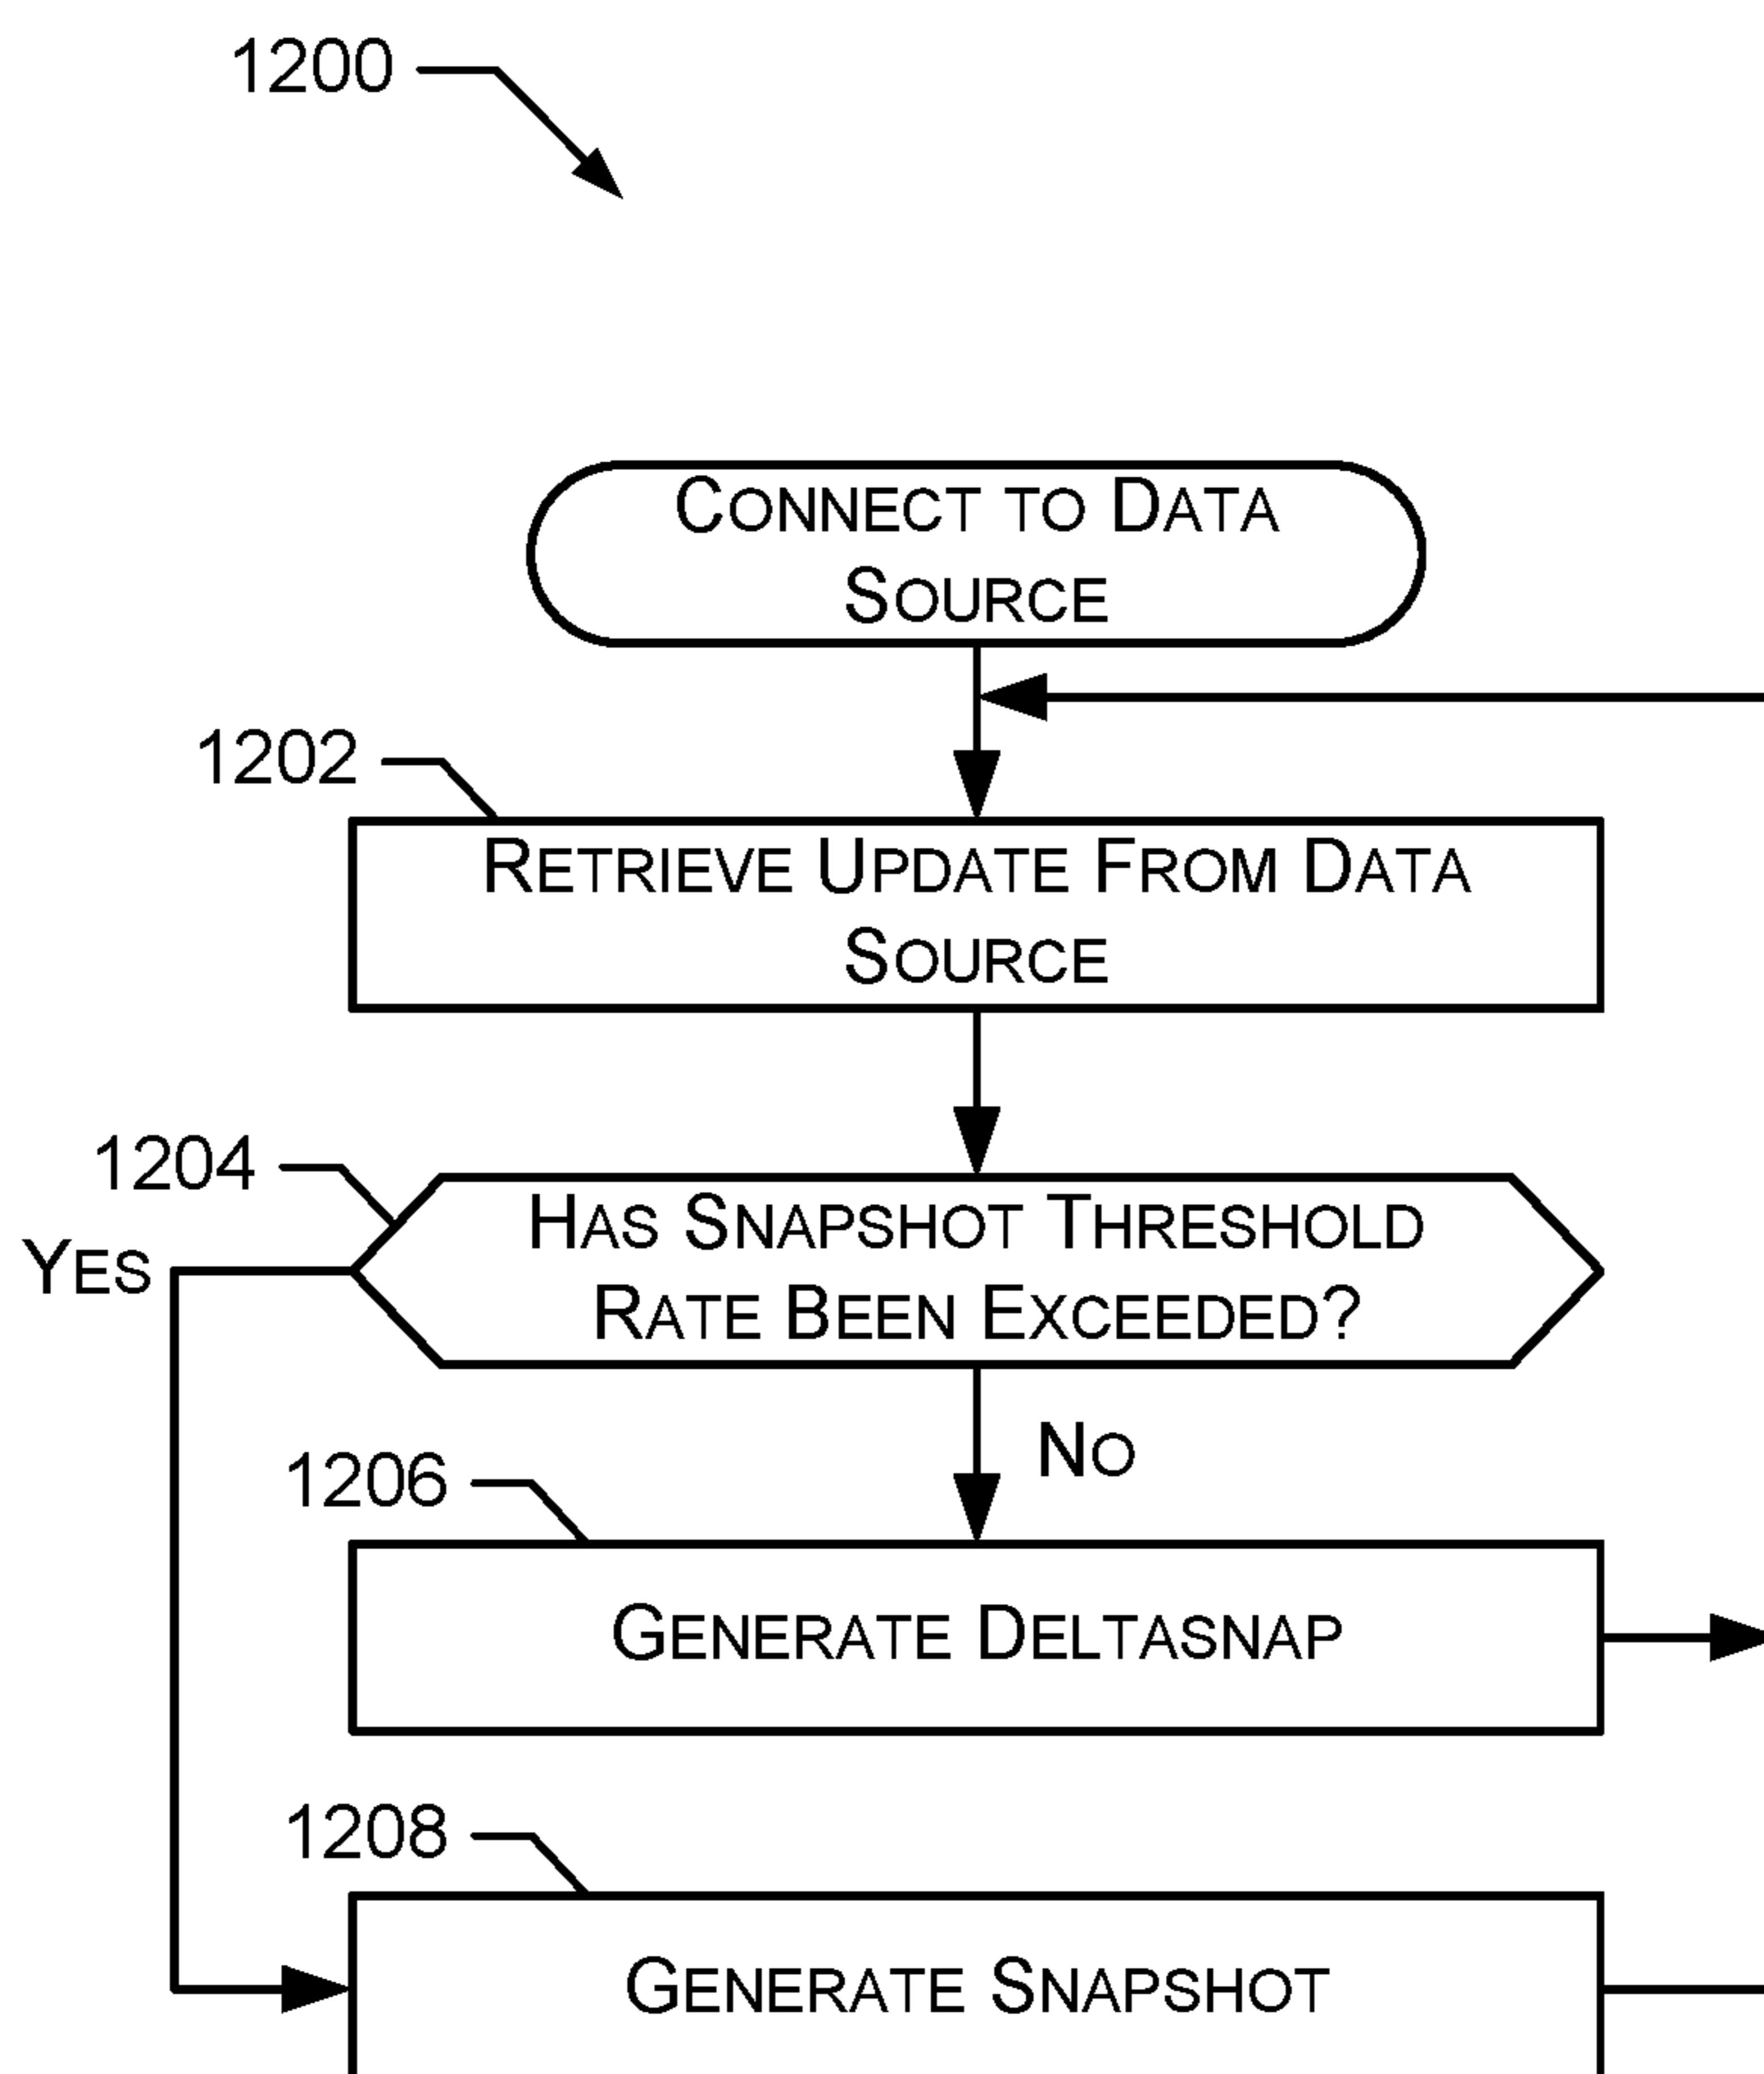 1200
Connect to Data
Source
1202
Retrieve Update From Data
Source
1204
Has Snapshot Threshold
Rate Been Exceeded?
Yes
No
1206
Generate Deltasnap
1208
Generate Snapshot